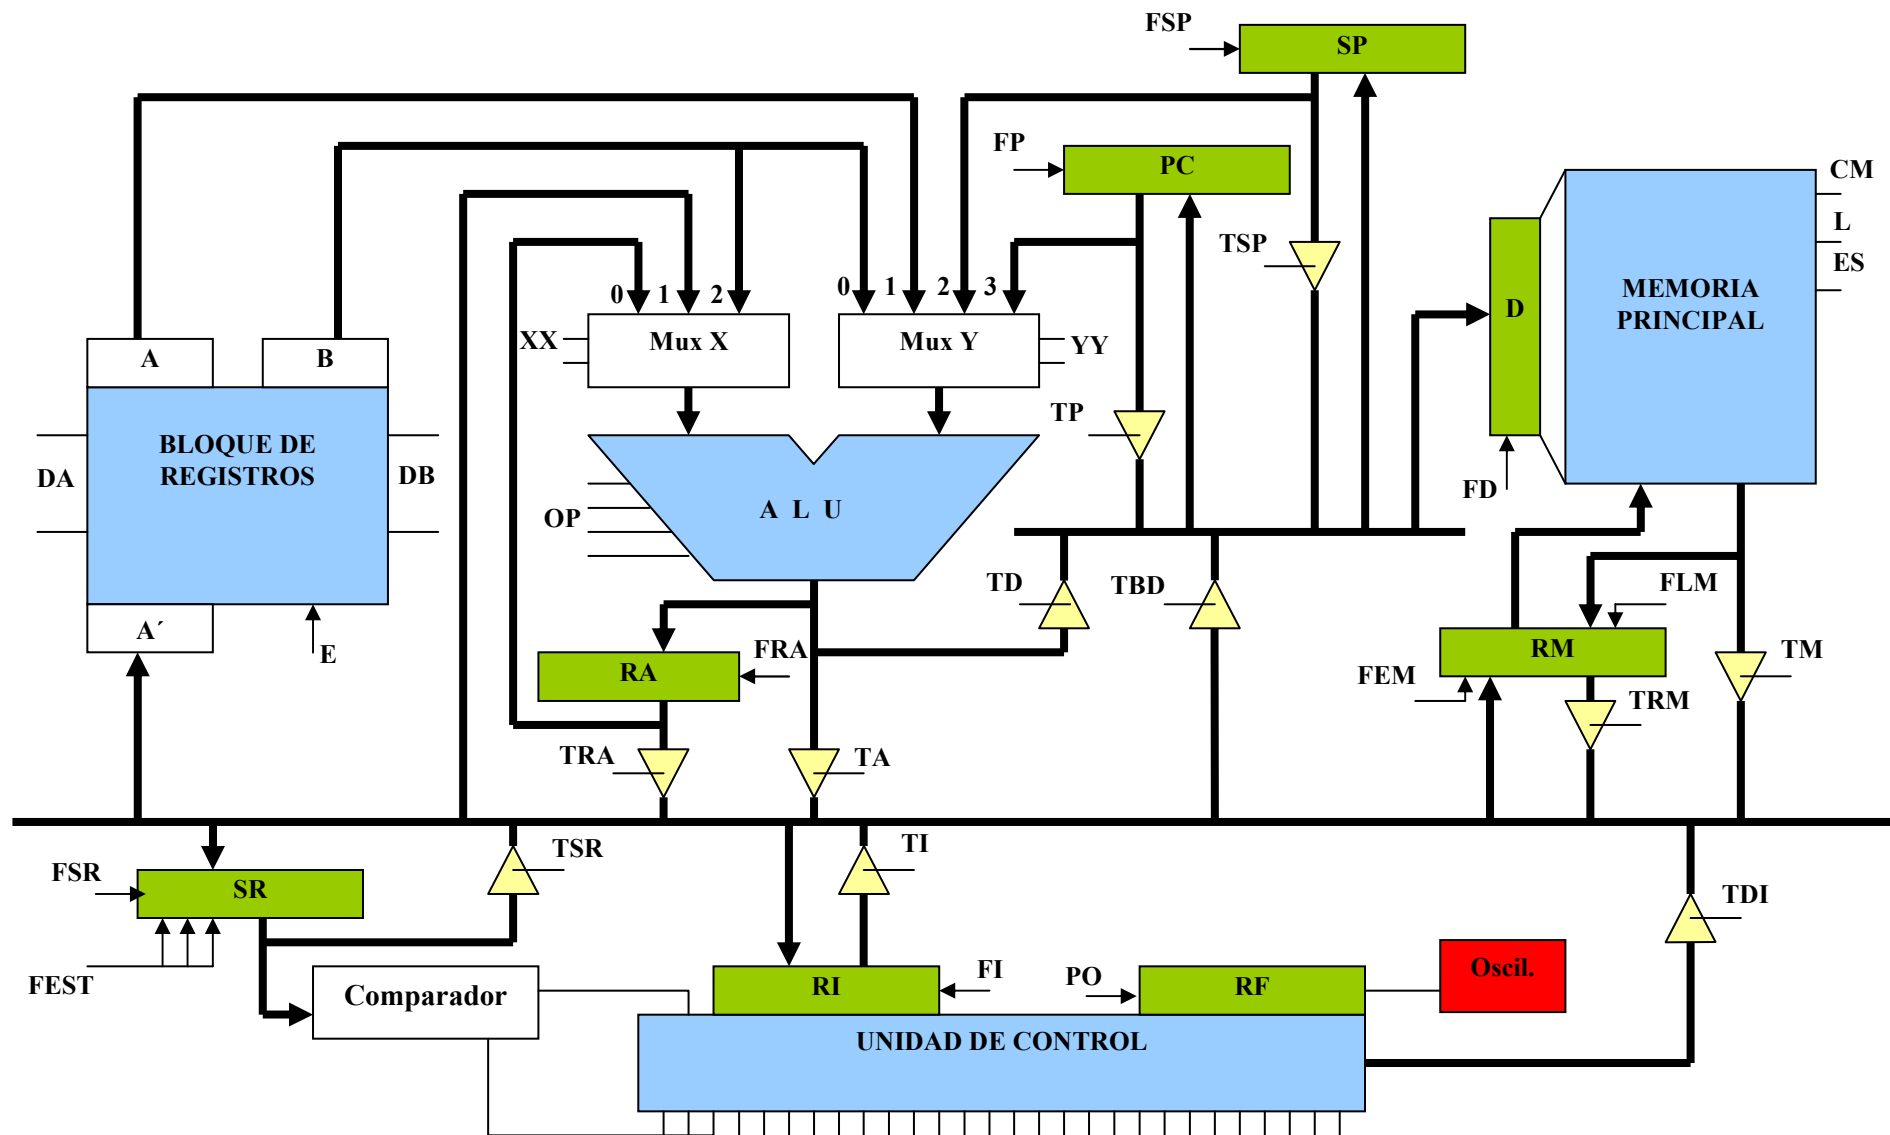 FSP
SP
FP
PC
CM
L
ES
TSP
MEMORIA
PRINCIPAL
D
0
1
2
0
1
2
3
XX
Mux X
Mux Y
YY
A
B
BLOQUE DE
REGISTROS
DA
DB
TP
FD
OP
A L U
TD
TBD
FLM
A´
E
RA
FRA
RM
TM
FEM
TRM
TRA
TA
FSR
SR
TSR
TI
TDI
FEST
Comparador
RI
FI
PO
RF
Oscil.
UNIDAD DE CONTROL